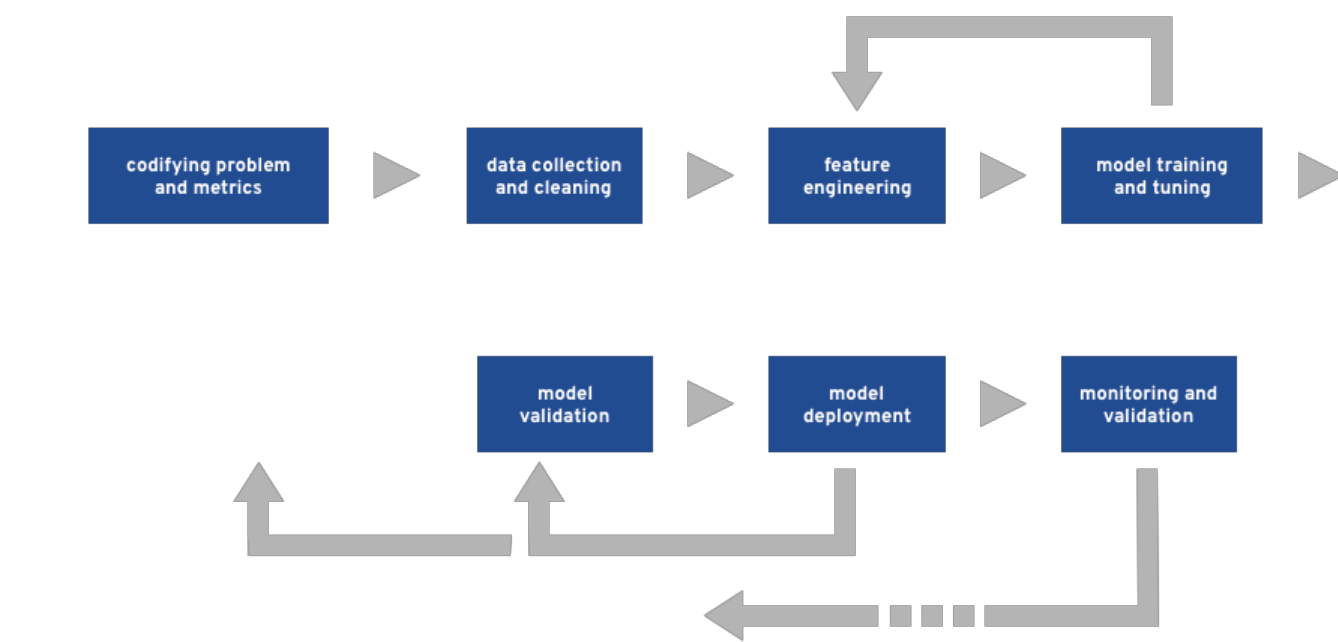 codifying problem
and metrics
data collection
and cleaning
feature
engineering
model training
and tuning
model
validation
model
deployment
monitoring and
validation